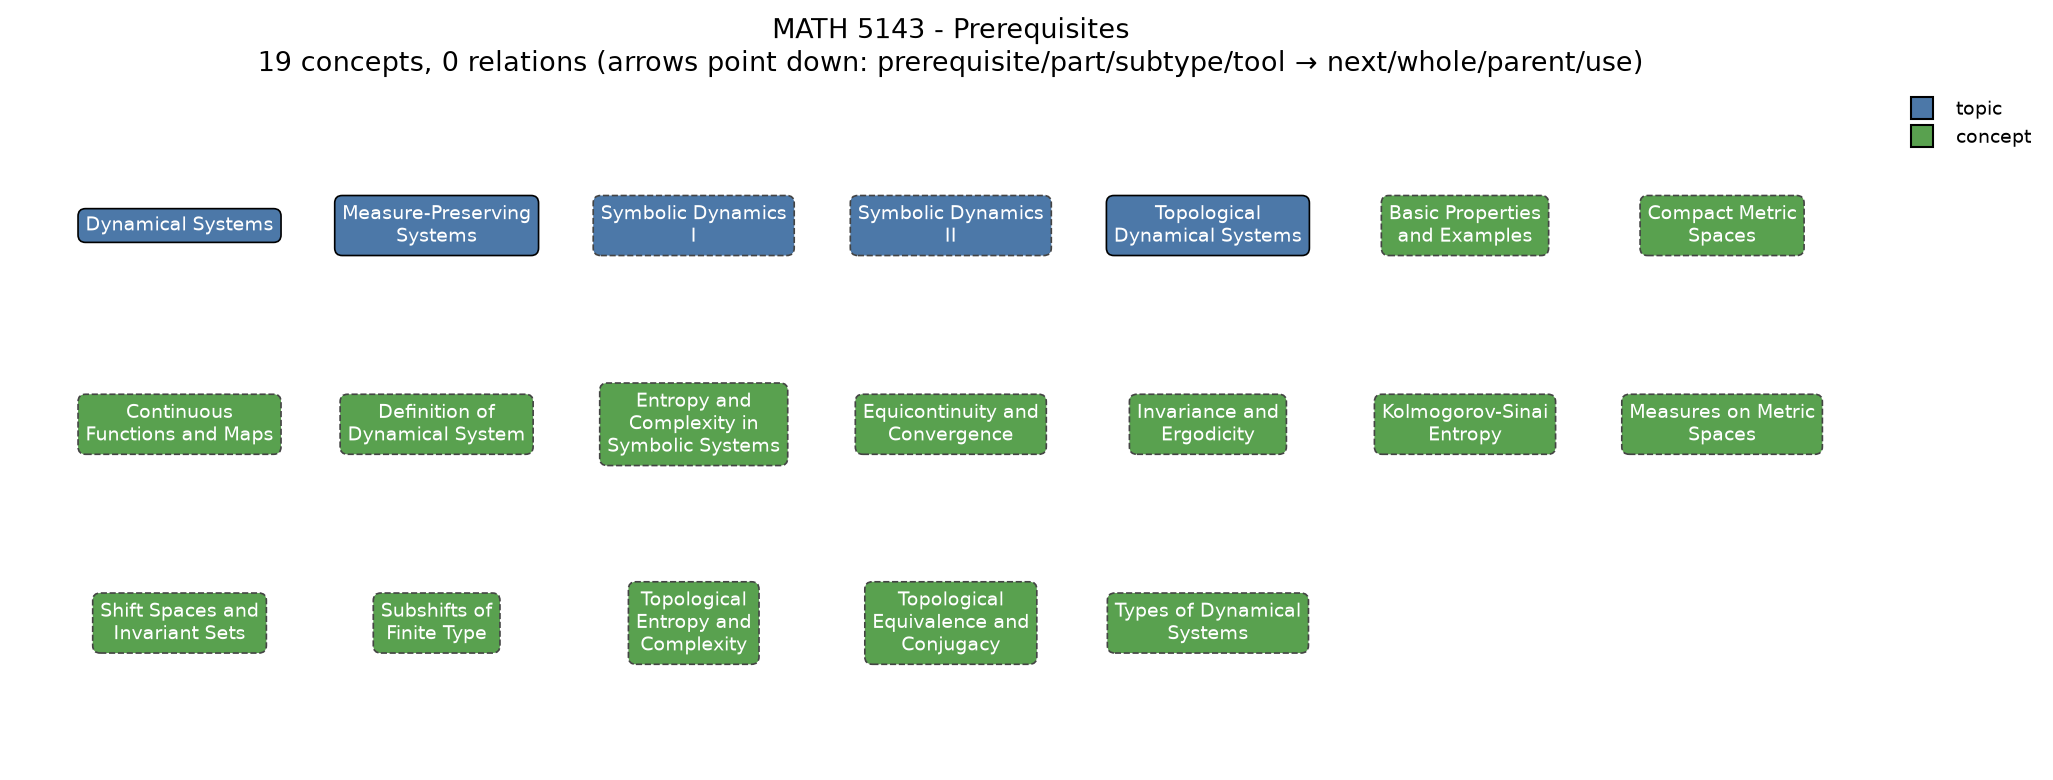 MATH 5143 - Prerequisites
19 concepts, 0 relations (arrows point down: prerequisite/part/subtype/tool → next/whole/parent/use)
topic
concept
Dynamical Systems
Measure-Preserving
Systems
Symbolic Dynamics
I
Symbolic Dynamics
II
Topological
Dynamical Systems
Basic Properties
and Examples
Compact Metric
Spaces
Continuous
Functions and Maps
Definition of
Dynamical System
Entropy and
Complexity in
Symbolic Systems
Equicontinuity and
Convergence
Invariance and
Ergodicity
Kolmogorov-Sinai
Entropy
Measures on Metric
Spaces
Shift Spaces and
Invariant Sets
Subshifts of
Finite Type
Topological
Entropy and
Complexity
Topological
Equivalence and
Conjugacy
Types of Dynamical
Systems